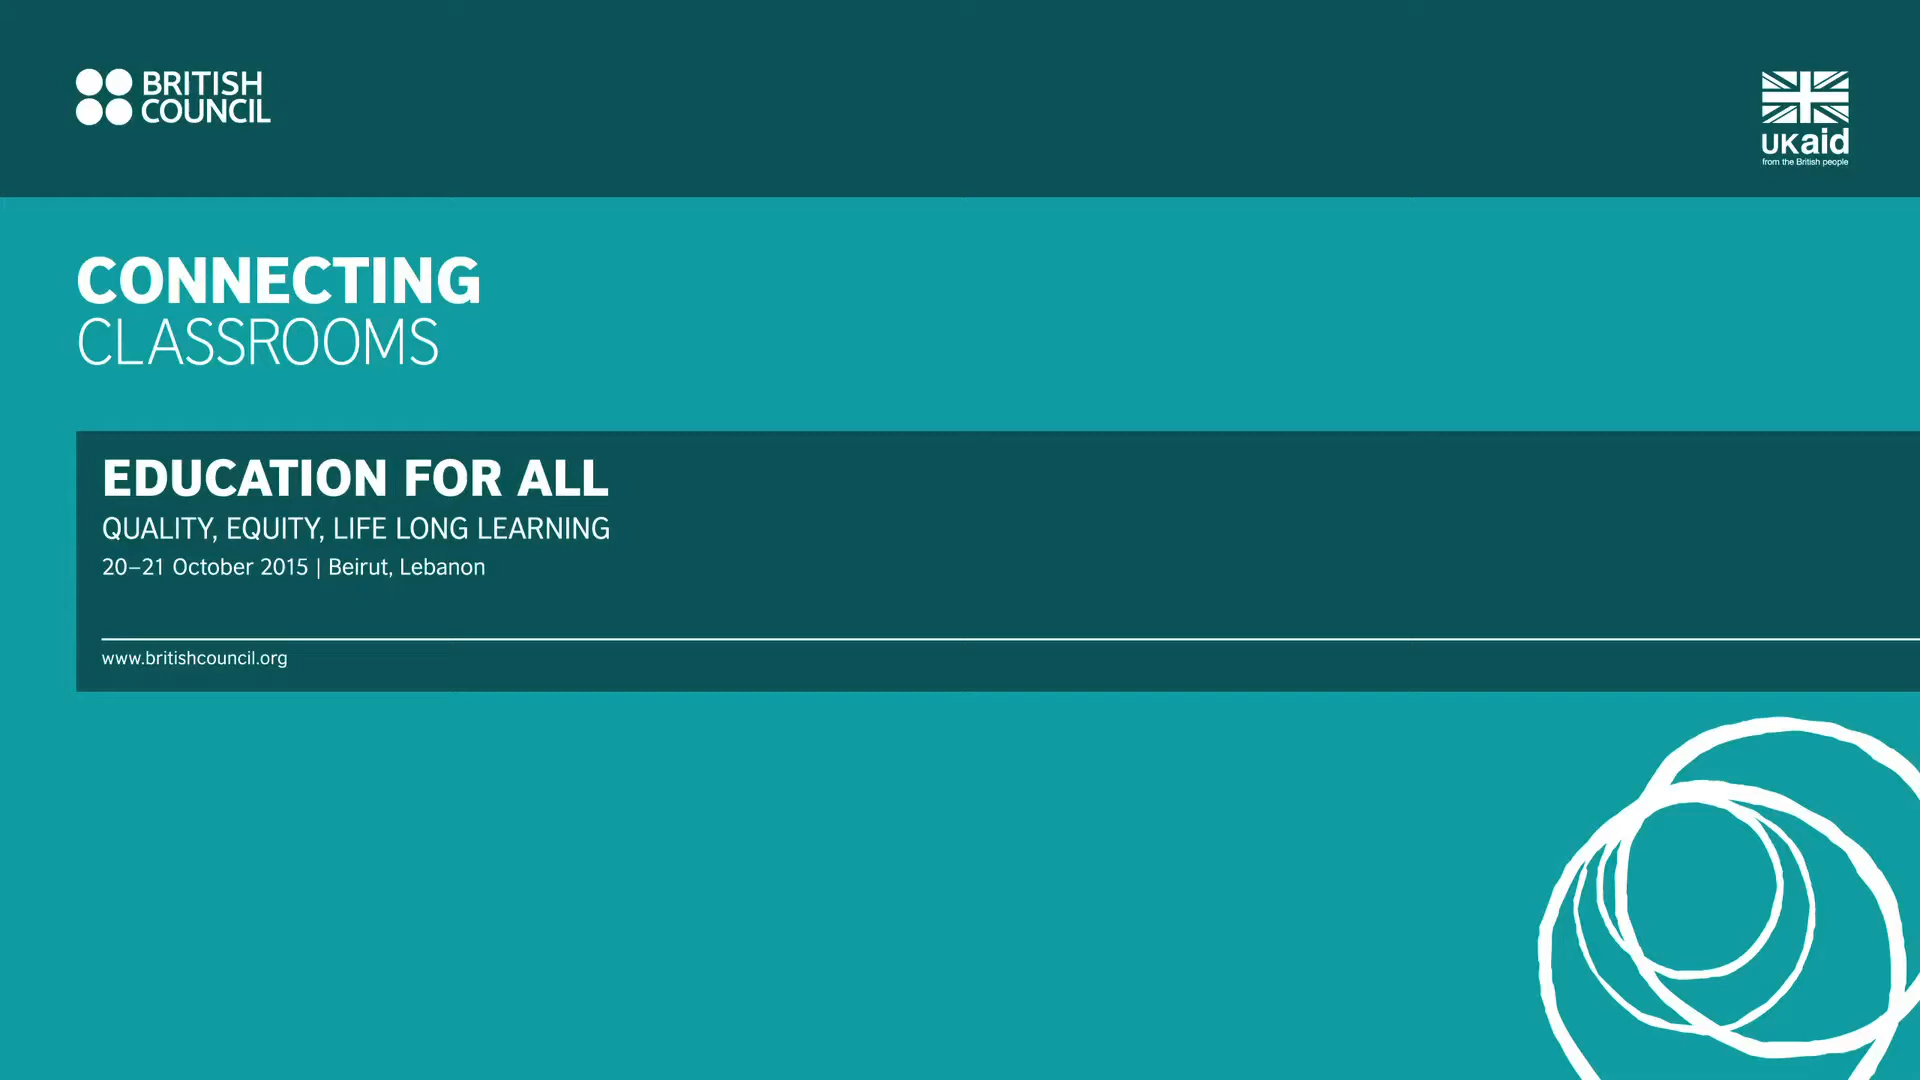 BRITISH
COUNCIL
UKaid
from the British people
CONNECTING
CLASSROOMS
EDUCATION FOR ALL
QUALITY, EQUITY, LIFE LONG LEARNING
20–21 October 2015 | Beirut, Lebanon
www.britishcouncil.org